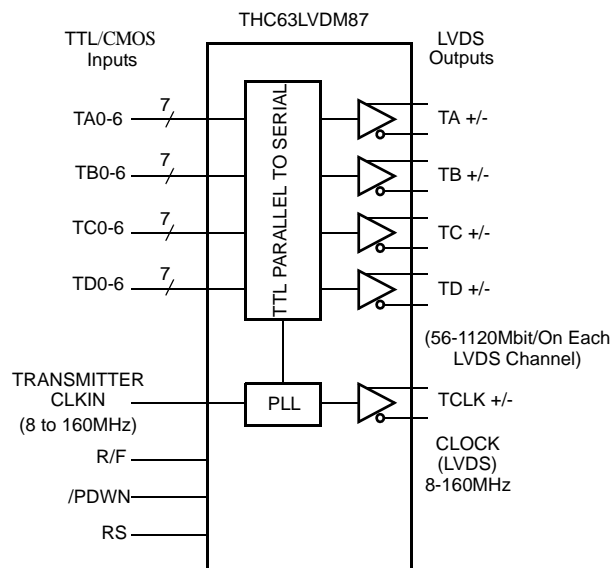 THC63LVDM87
TTL/CMOS
Inputs
LVDS
Outputs
TTL PARALLEL TO SERIAL
TA0-6
7
TA +/-
TB0-6
7
TB +/-
TC0-6
7
TC +/-
TD0-6
7
TD +/-
(56-1120Mbit/On Each
LVDS Channel)
TRANSMITTER
CLKIN
(8 to 160MHz)
PLL
TCLK +/-
CLOCK
(LVDS)
8-160MHz
R/F
/PDWN
RS